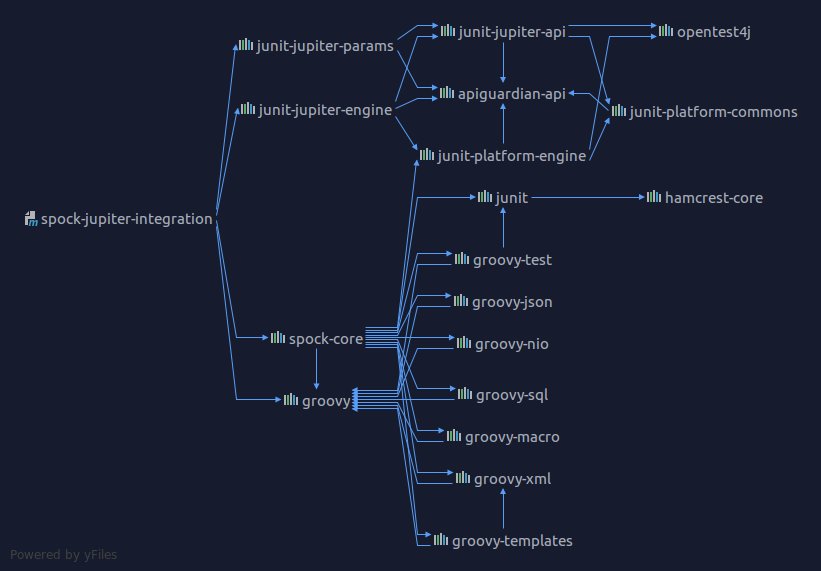 junit-jupiter-api
opentest4j
junit-jupiter-params
apiguardian-api
junit-jupiter-engine
junit-platform-commons
junit-platform-engine
junit
hamcrest-core
m spock-jupiter-integration
groovy-test
groovy-json
spock-core
groovy-nio
groovy-sql
groovy
groovy-macro
groovy-xml
groovy-templates
Powered by yFiles